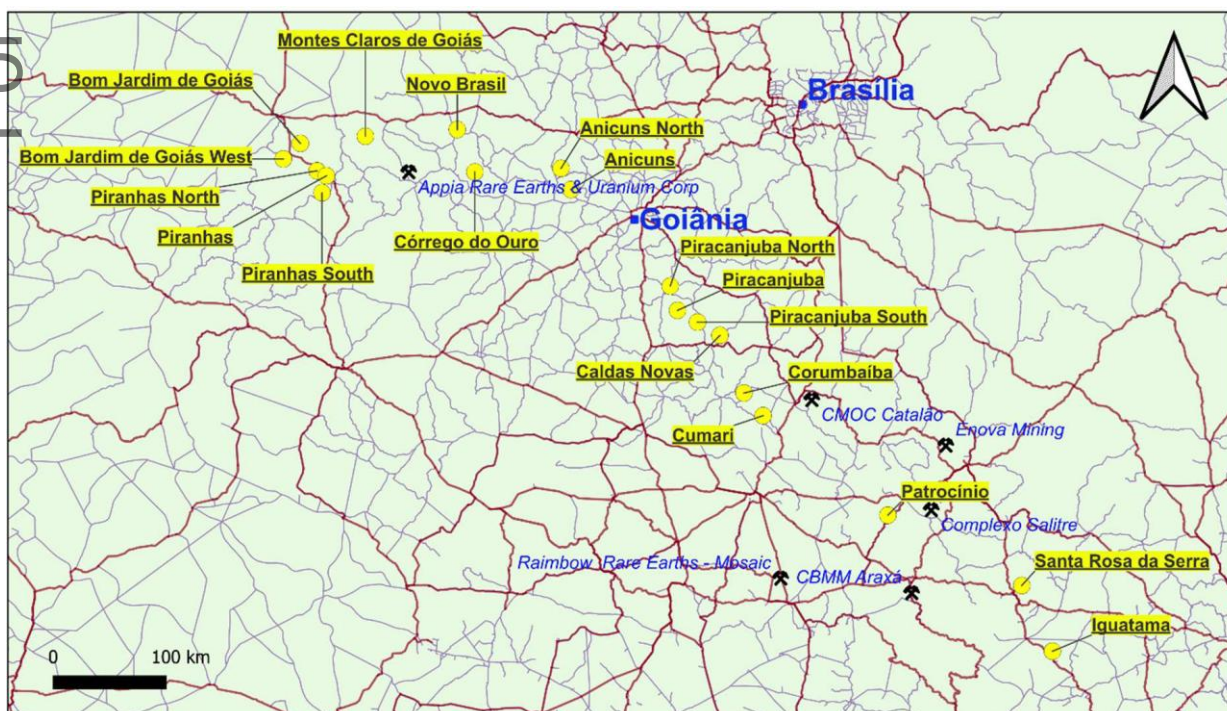 Montes Claros de Goiás
Bom Jardim de Goiás
Novo Brasil
Brasília
Anicuns North
Bom Jardim de Goiás West
Anicuns
Piranhas North
Appia Rare Earths & Uranium Corp
Goiânia
Piranhas
Córrego do Ouro
Piracanjuba North
Piranhas South
Piracanjuba
Piracanjuba South
Caldas Novas
Corumbaíba
CMOC Catalão
Cumari
Enova Mining
Patrocínio
Complexo Salitre
Raimbow Rare Earths - Mosaic
CBMM Araxá
Santa Rosa da Serra
Iguatama
0 100 km